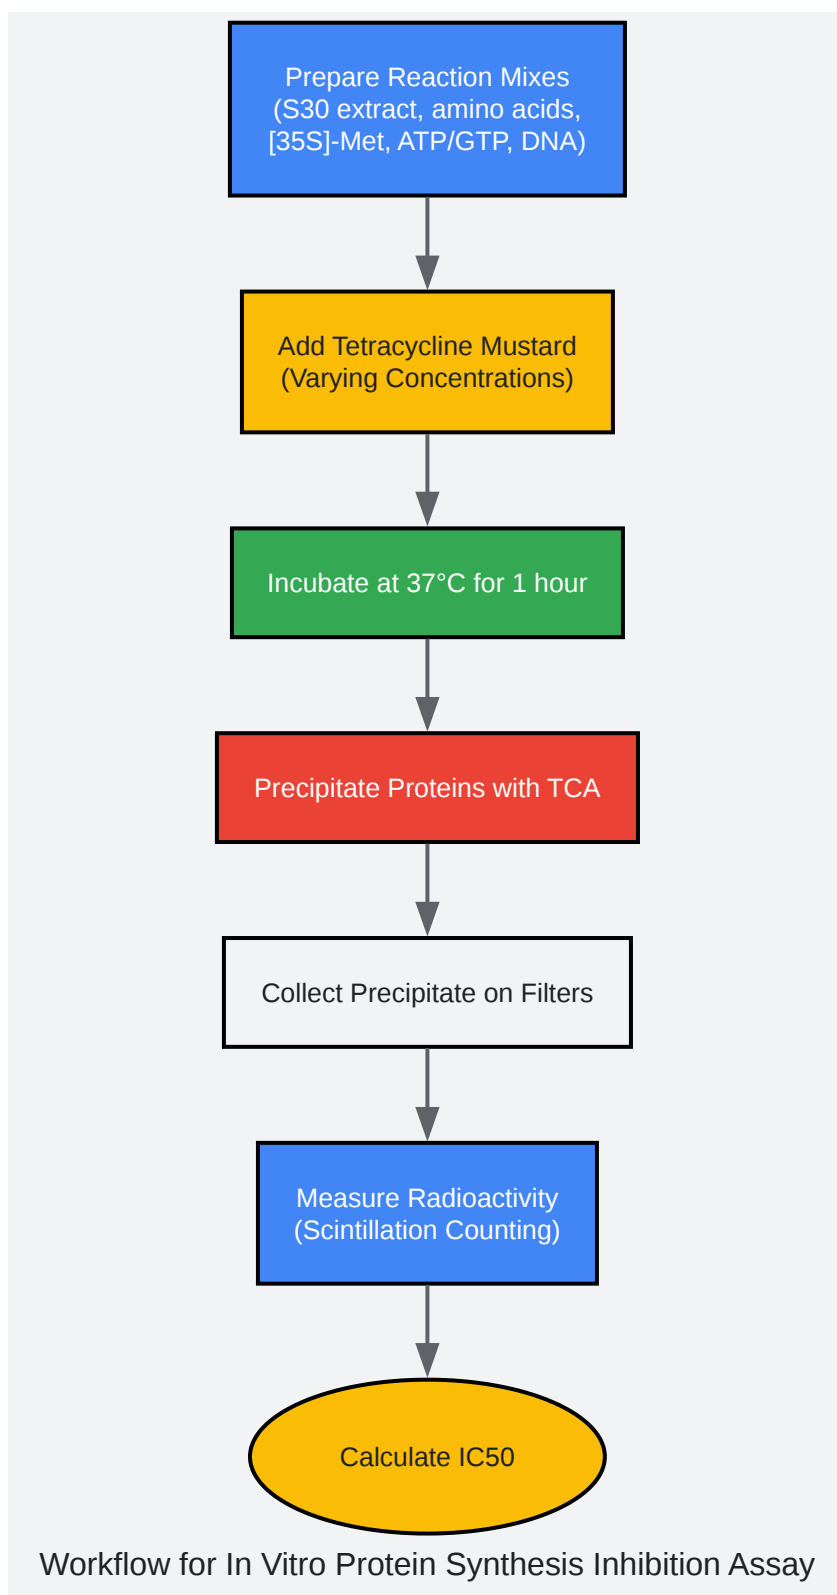 Prepare Reaction Mixes
(S30 extract, amino acids,
[35S]-Met, ATP/GTP, DNA)
Add Tetracycline Mustard
(Varying Concentrations)
Incubate at 37°C for 1 hour
Precipitate Proteins with TCA
Collect Precipitate on Filters
Measure Radioactivity
(Scintillation Counting)
Calculate IC50
Workflow for In Vitro Protein Synthesis Inhibition Assay